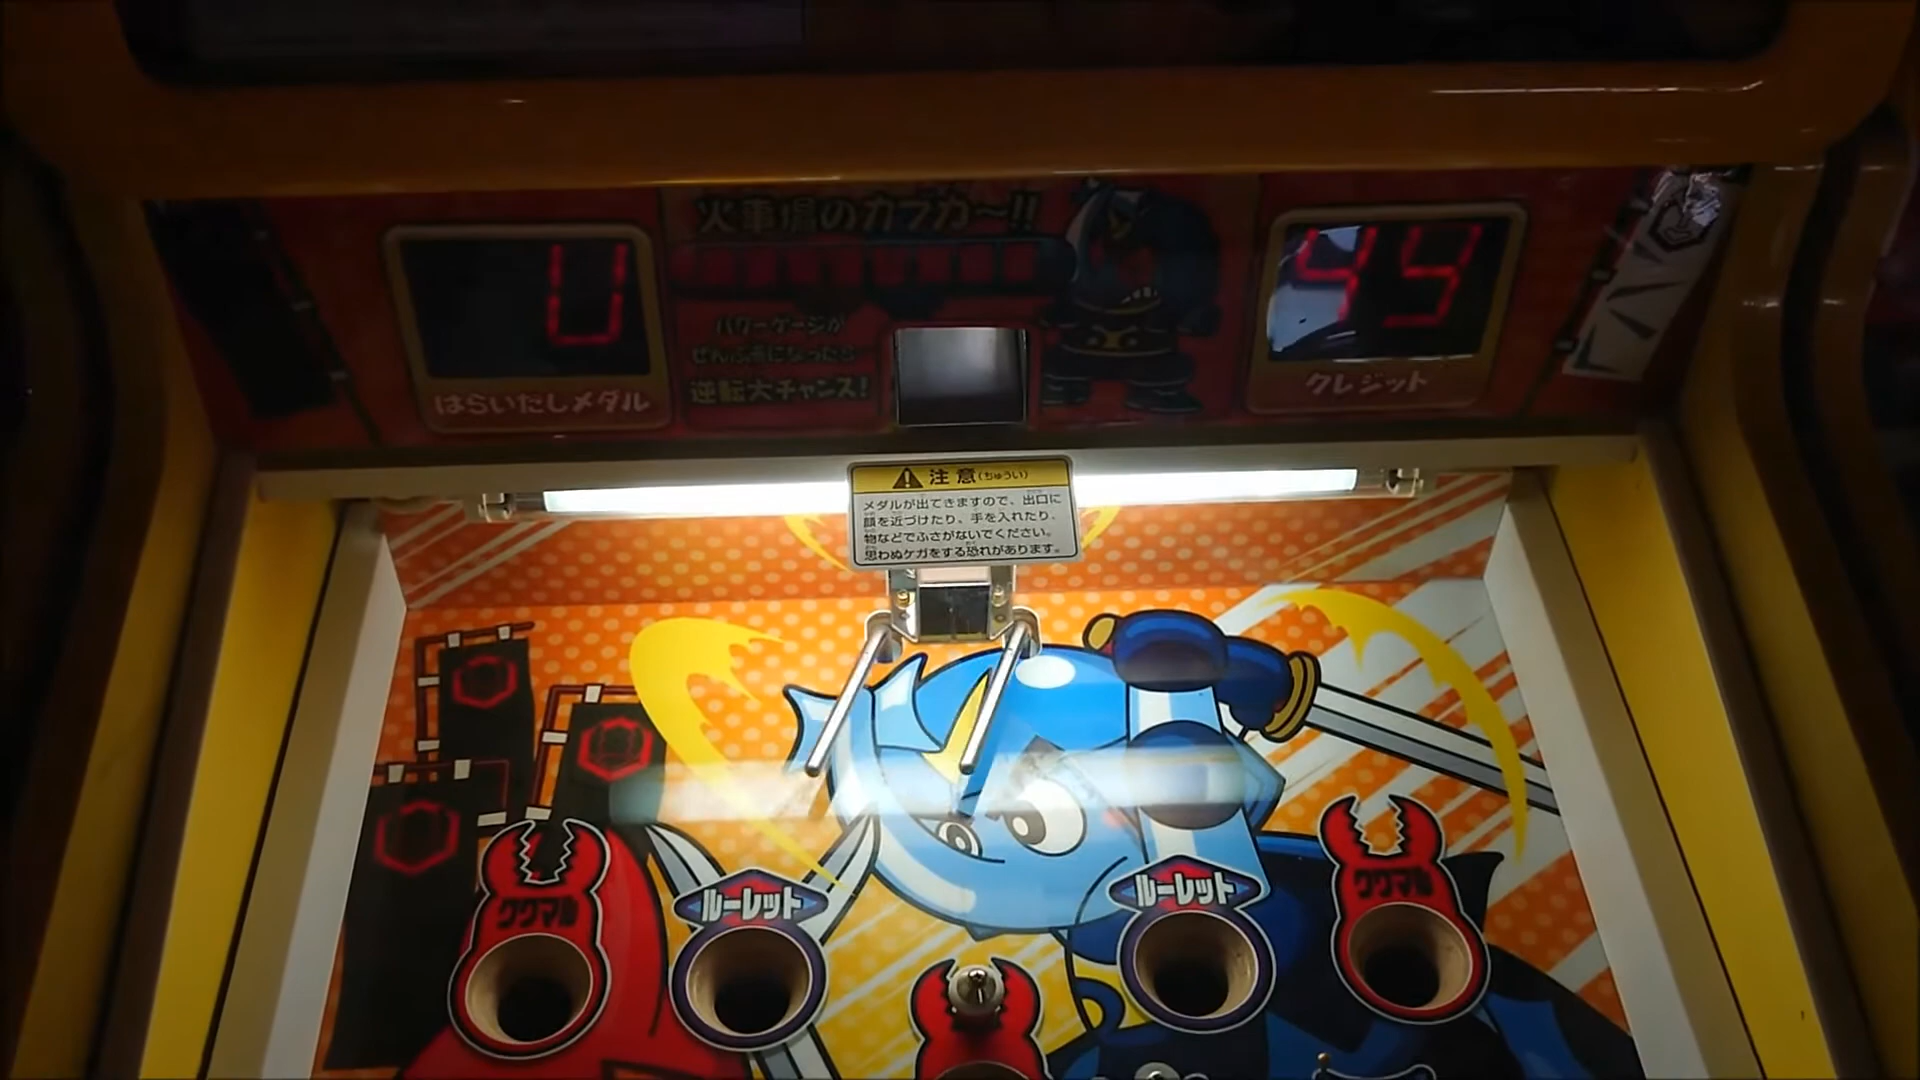 火事場のカブカ〜!!
パワーゲージが
ぜんぶ赤になったら
逆転大チャンス!
はらいだしメダル
49
クレジット
注意(ちゅうい)
メダルが出てきますので、出口に
顔を近づけたり、手を入れたり、
物などでふさがないでください。
思わぬケガをする恐れがあります。
クワマル
ルーレット
ルーレット
クワマル